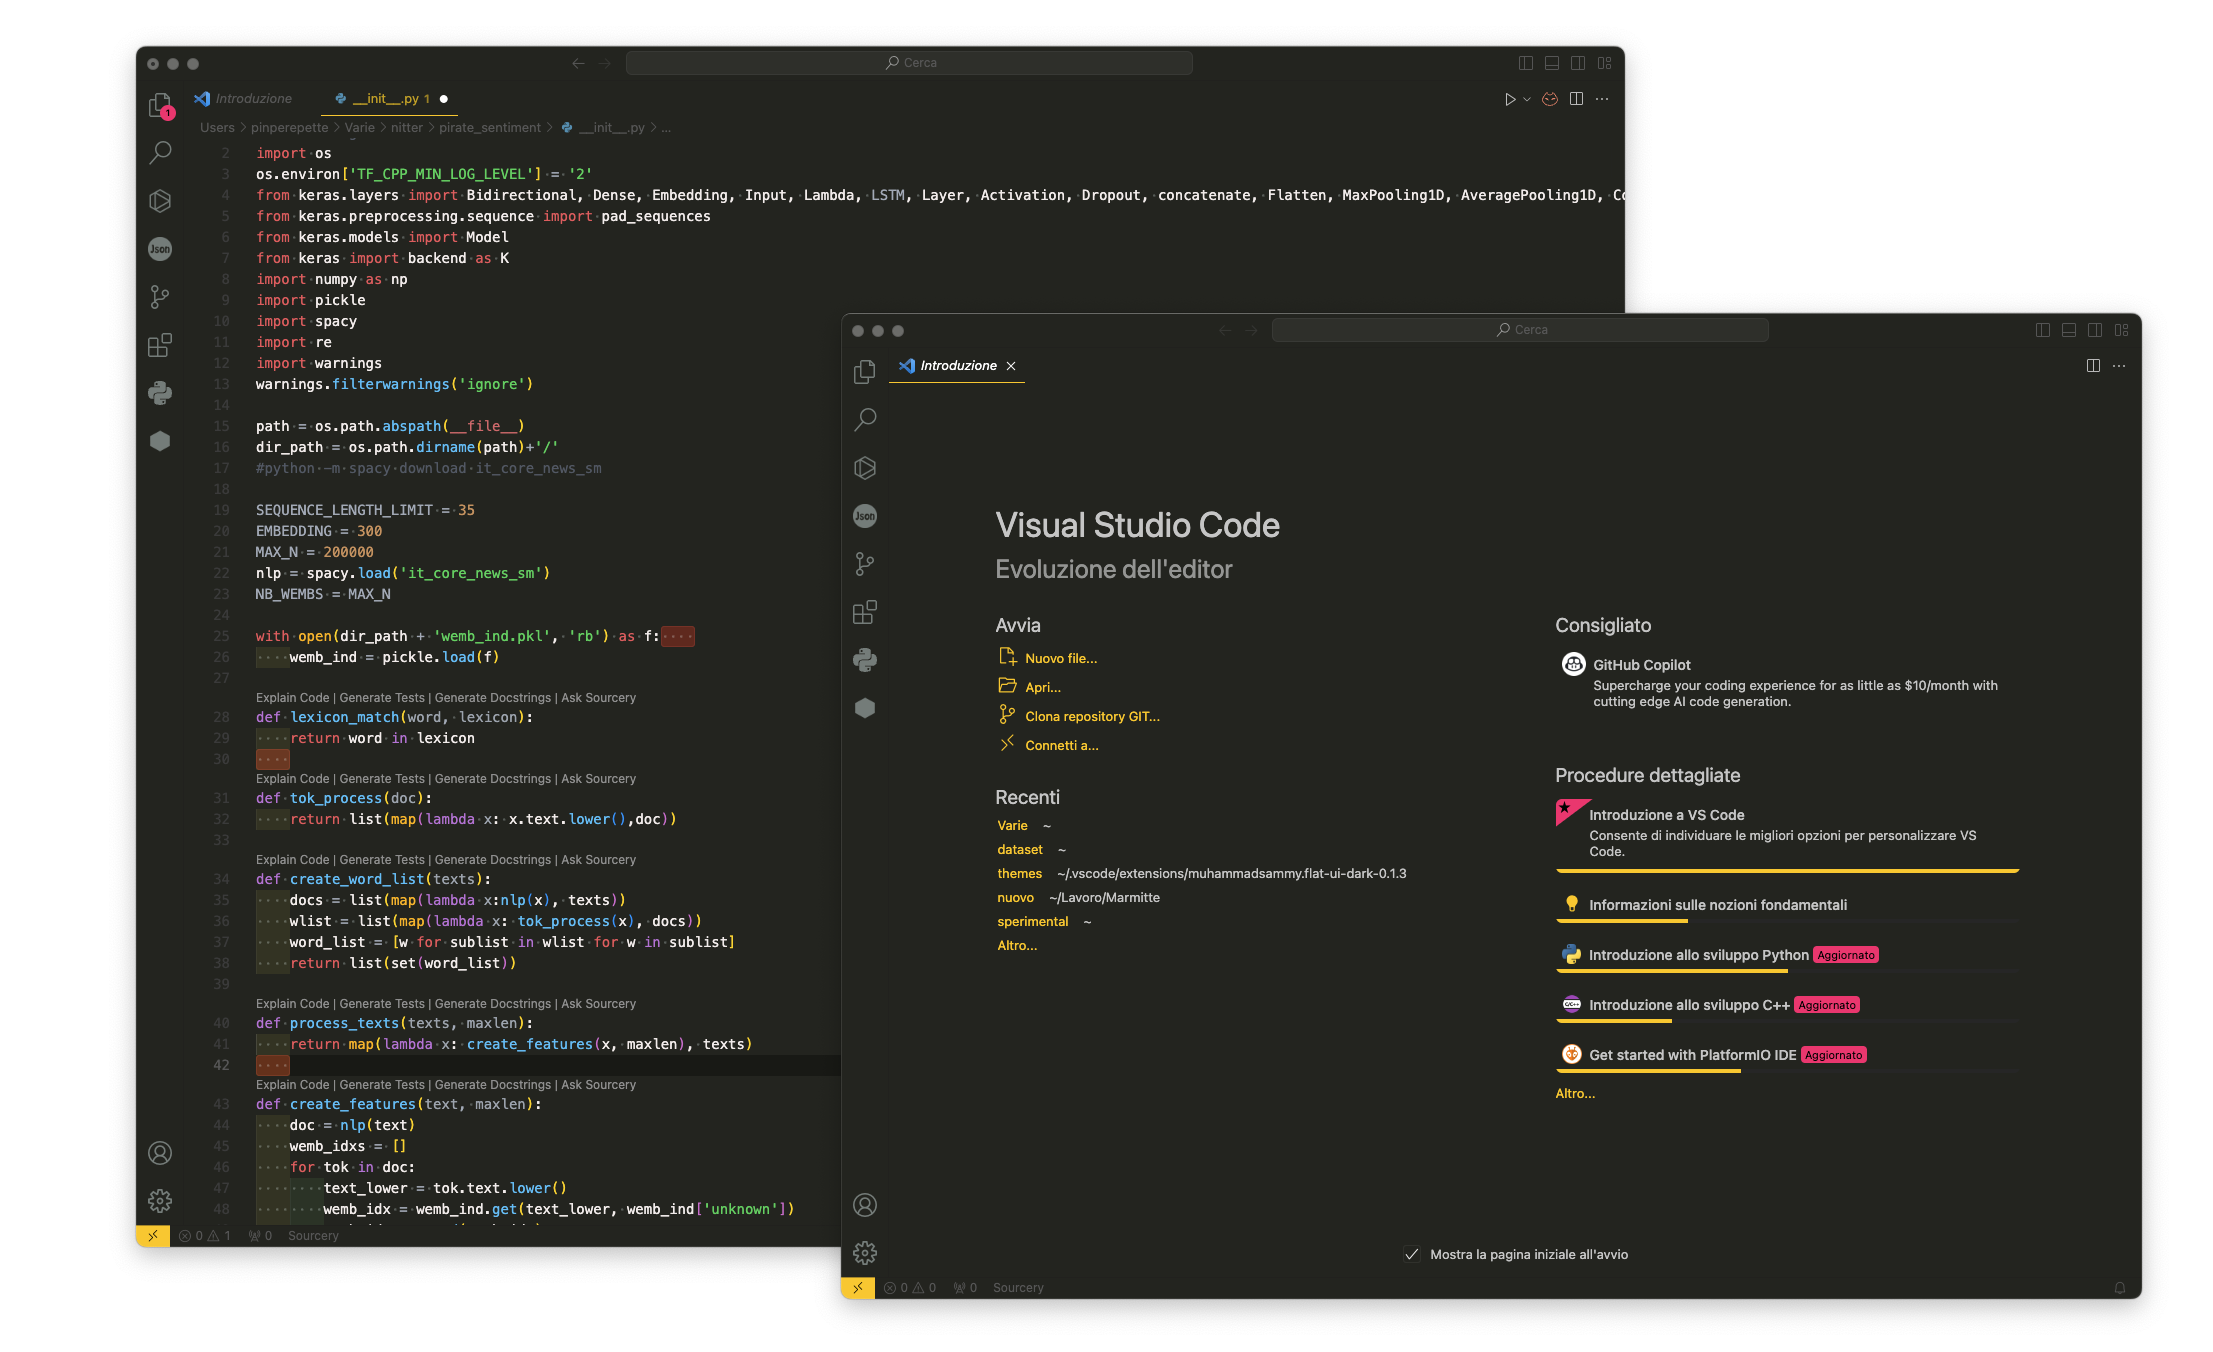 Cerca
Introduzione
__init__.py 1
1
Users > pinperepette > Varie > nitter > pirate_sentiment > __init__.py > ...
Json
2 import os
3 os.environ['TF_CPP_MIN_LOG_LEVEL'] = '2'
4 from keras.layers import Bidirectional, Dense, Embedding, Input, Lambda, LSTM, Layer, Activation, Dropout, concatenate, Flatten, MaxPooling1D, AveragePooling1D, Co
5 from keras.preprocessing.sequence import pad_sequences
6 from keras.models import Model
7 from keras import backend as K
8 import numpy as np
9 import pickle
10 import spacy
11 import re
12 import warnings
13 warnings.filterwarnings('ignore')
14
15 path = os.path.abspath(__file__)
16 dir_path = os.path.dirname(path)+'/'
17 #python -m spacy download it_core_news_sm
18
19 SEQUENCE_LENGTH_LIMIT = 35
20 EMBEDDING = 300
21 MAX_N = 200000
22 nlp = spacy.load('it_core_news_sm')
23 NB_WEMBS = MAX_N
24
25 with open(dir_path + 'wemb_ind.pkl', 'rb') as f:
26 wemb_ind = pickle.load(f)
27
Explain Code | Generate Tests | Generate Docstrings | Ask Sourcery
28 def lexicon_match(word, lexicon):
29 return word in lexicon
30
Explain Code | Generate Tests | Generate Docstrings | Ask Sourcery
31 def tok_process(doc):
32 return list(map(lambda x: x.text.lower(),doc))
33
Explain Code | Generate Tests | Generate Docstrings | Ask Sourcery
34 def create_word_list(texts):
35 docs = list(map(lambda x:nlp(x), texts))
36 wlist = list(map(lambda x: tok_process(x), docs))
37 word_list = [w for sublist in wlist for w in sublist]
38 return list(set(word_list))
39
Explain Code | Generate Tests | Generate Docstrings | Ask Sourcery
40 def process_texts(texts, maxlen):
41 return map(lambda x: create_features(x, maxlen), texts)
42
Explain Code | Generate Tests | Generate Docstrings | Ask Sourcery
43 def create_features(text, maxlen):
44 doc = nlp(text)
45 wemb_idxs = []
46 for tok in doc:
47 text_lower = tok.text.lower()
48 wemb_idx = wemb_ind.get(text_lower, wemb_ind['unknown'])
0 1 0 Sourcery
Cerca
Introduzione
Json
Visual Studio Code
Evoluzione dell'editor
Avvia
Nuovo file...
Apri...
Clona repository GIT...
Connetti a...
Recenti
Varie ~
dataset ~
themes ~/.vscode/extensions/muhammadsammy.flat-ui-dark-0.1.3
nuovo ~/Lavoro/Marmitte
sperimental ~
Altro...
Consigliato
GitHub Copilot
Supercharge your coding experience for as little as $10/month with
cutting edge AI code generation.
Procedure dettagliate
Introduzione a VS Code
Consente di individuare le migliori opzioni per personalizzare VS
Code.
Informazioni sulle nozioni fondamentali
Introduzione allo sviluppo Python Aggiornato
C/C++ Introduzione allo sviluppo C++ Aggiornato
Get started with PlatformIO IDE Aggiornato
Altro...
Mostra la pagina iniziale all'avvio
0 0 0 Sourcery